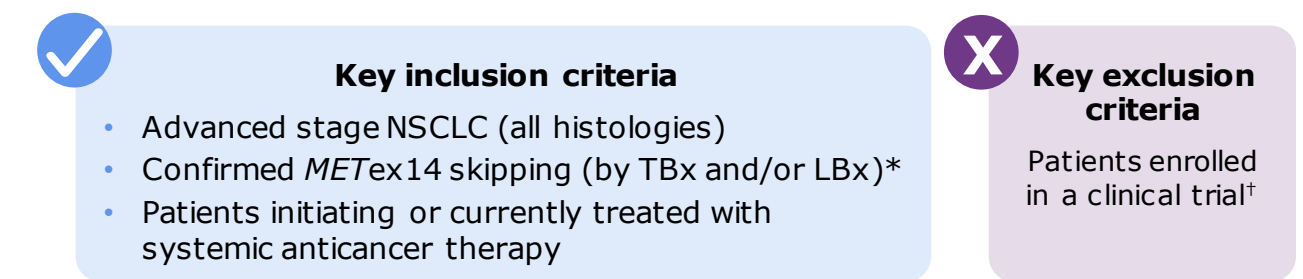 Key inclusion criteria
• Advanced stage NSCLC (all histologies)
• Confirmed METex14 skipping (by TBx and/or LBx)*
• Patients initiating or currently treated with
systemic anticancer therapy
X
Key exclusion
criteria
Patients enrolled
in a clinical trial†